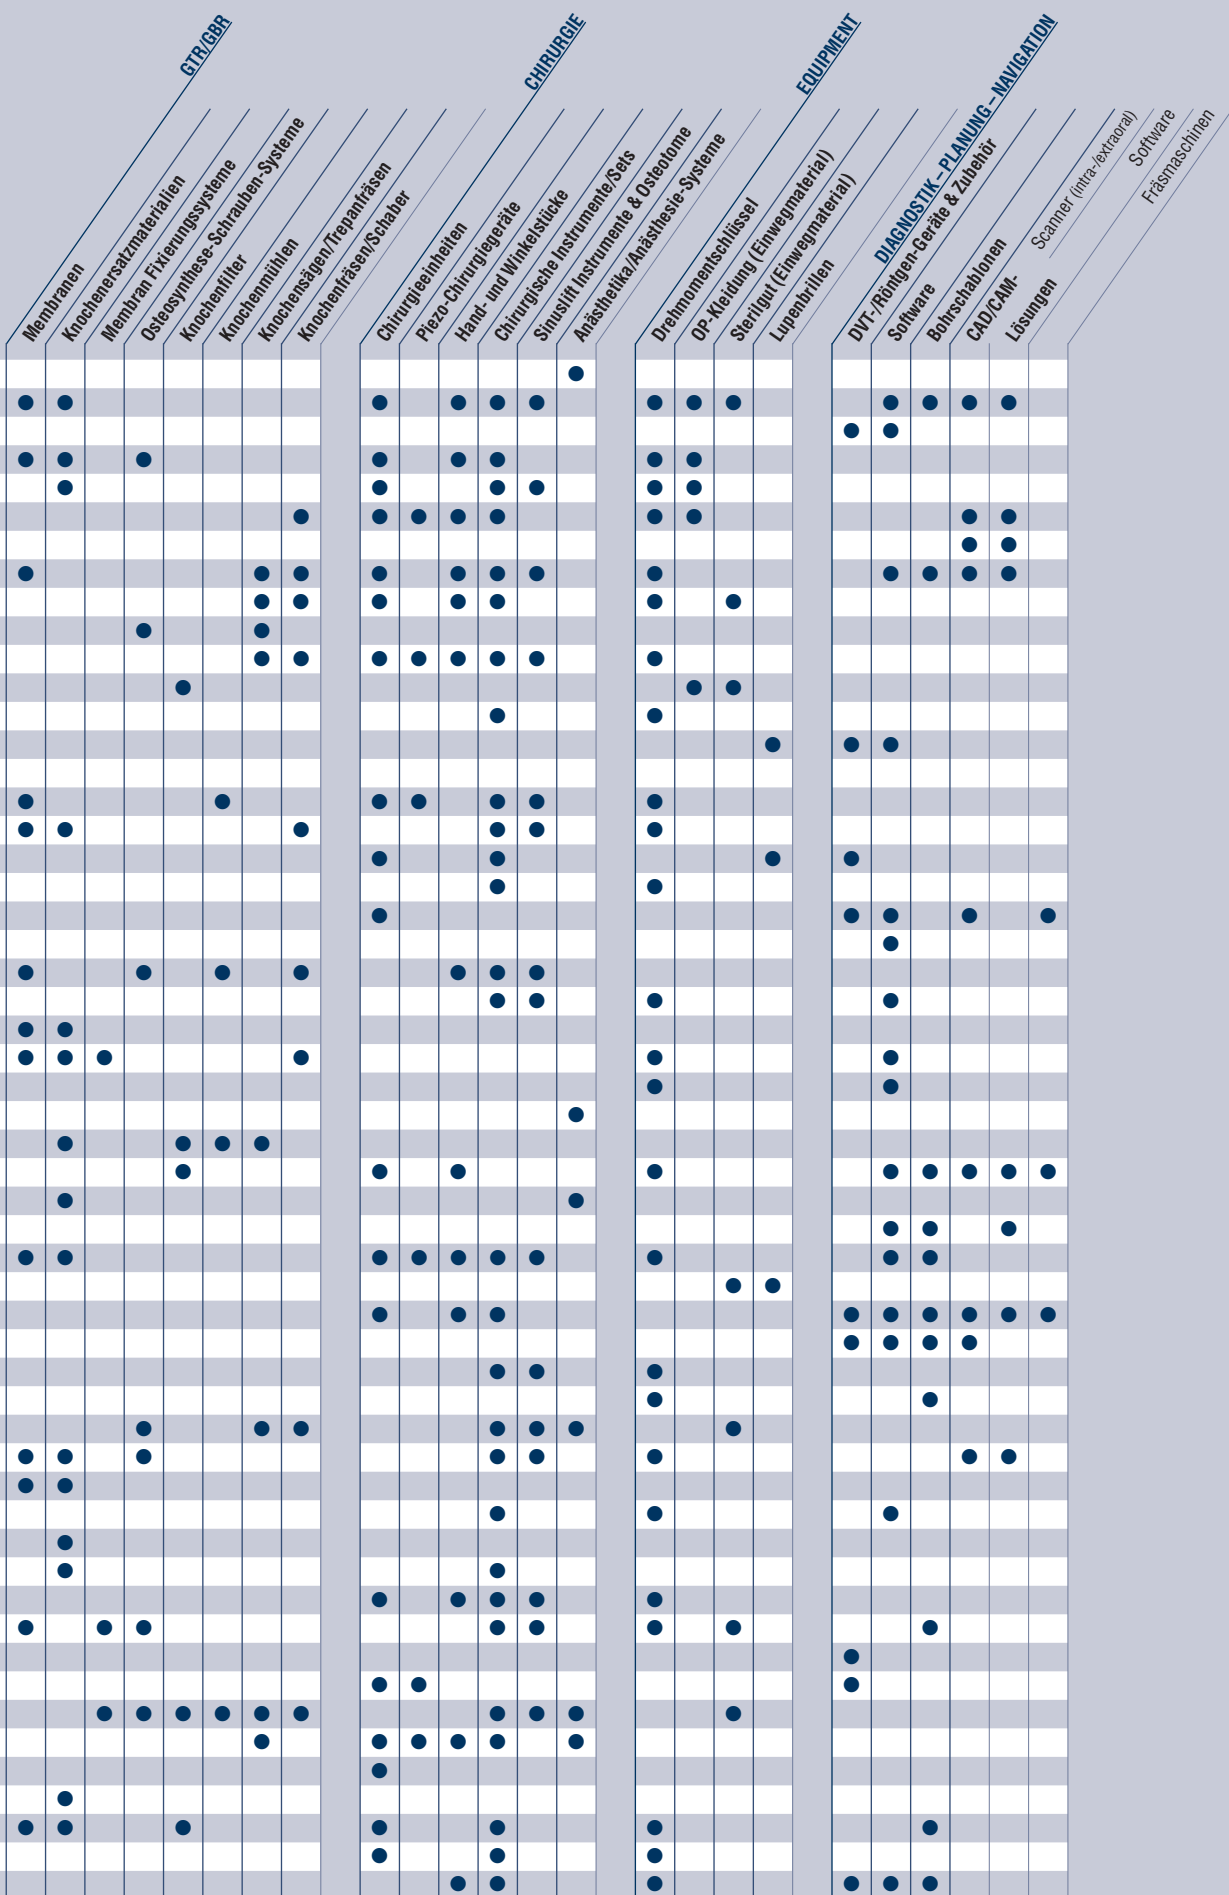 GTR/GBR
Membranen
Knochenersatzmaterialien
Membran Fixierungssysteme
Osteosynthese-Schrauben-Systeme
Knochenfilter
Knochenmühlen
Knochensägen/Trepanfräsen
Knochenfräsen/Schaber
CHIRURGIE
Chirurgieeinheiten
Piezo-Chirurgiegeräte
Hand- und Winkelstücke
Chirurgische Instrumente/Sets
Sinuslift Instrumente & Osteotome
Anästhetika/Anästhesie-Systeme
EQUIPMENT
Drehmomentschlüssel
OP-Kleidung (Einwegmaterial)
Sterilgut (Einwegmaterial)
Lupenbrillen
DIAGNOSTIK – PLANUNG – NAVIGATION
DVT-/Röntgen-Geräte & Zubehör
Software
Bohrschablonen
CAD/CAM-
Lösungen
Scanner (intra-/extraoral)
Software
Fräsmaschinen